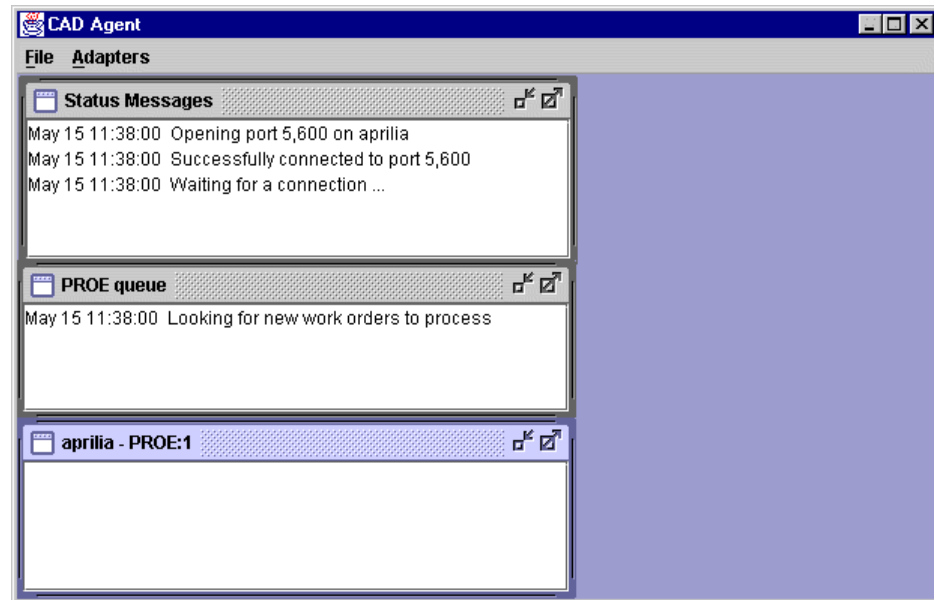 CAD Agent
File Adapters
Status Messages
May 15 11:38:00 Opening port 5,600 on aprilia
May 15 11:38:00 Successfully connected to port 5,600
May 15 11:38:00 Waiting for a connection ...
PROE queue
May 15 11:38:00 Looking for new work orders to process
aprilia - PROE:1